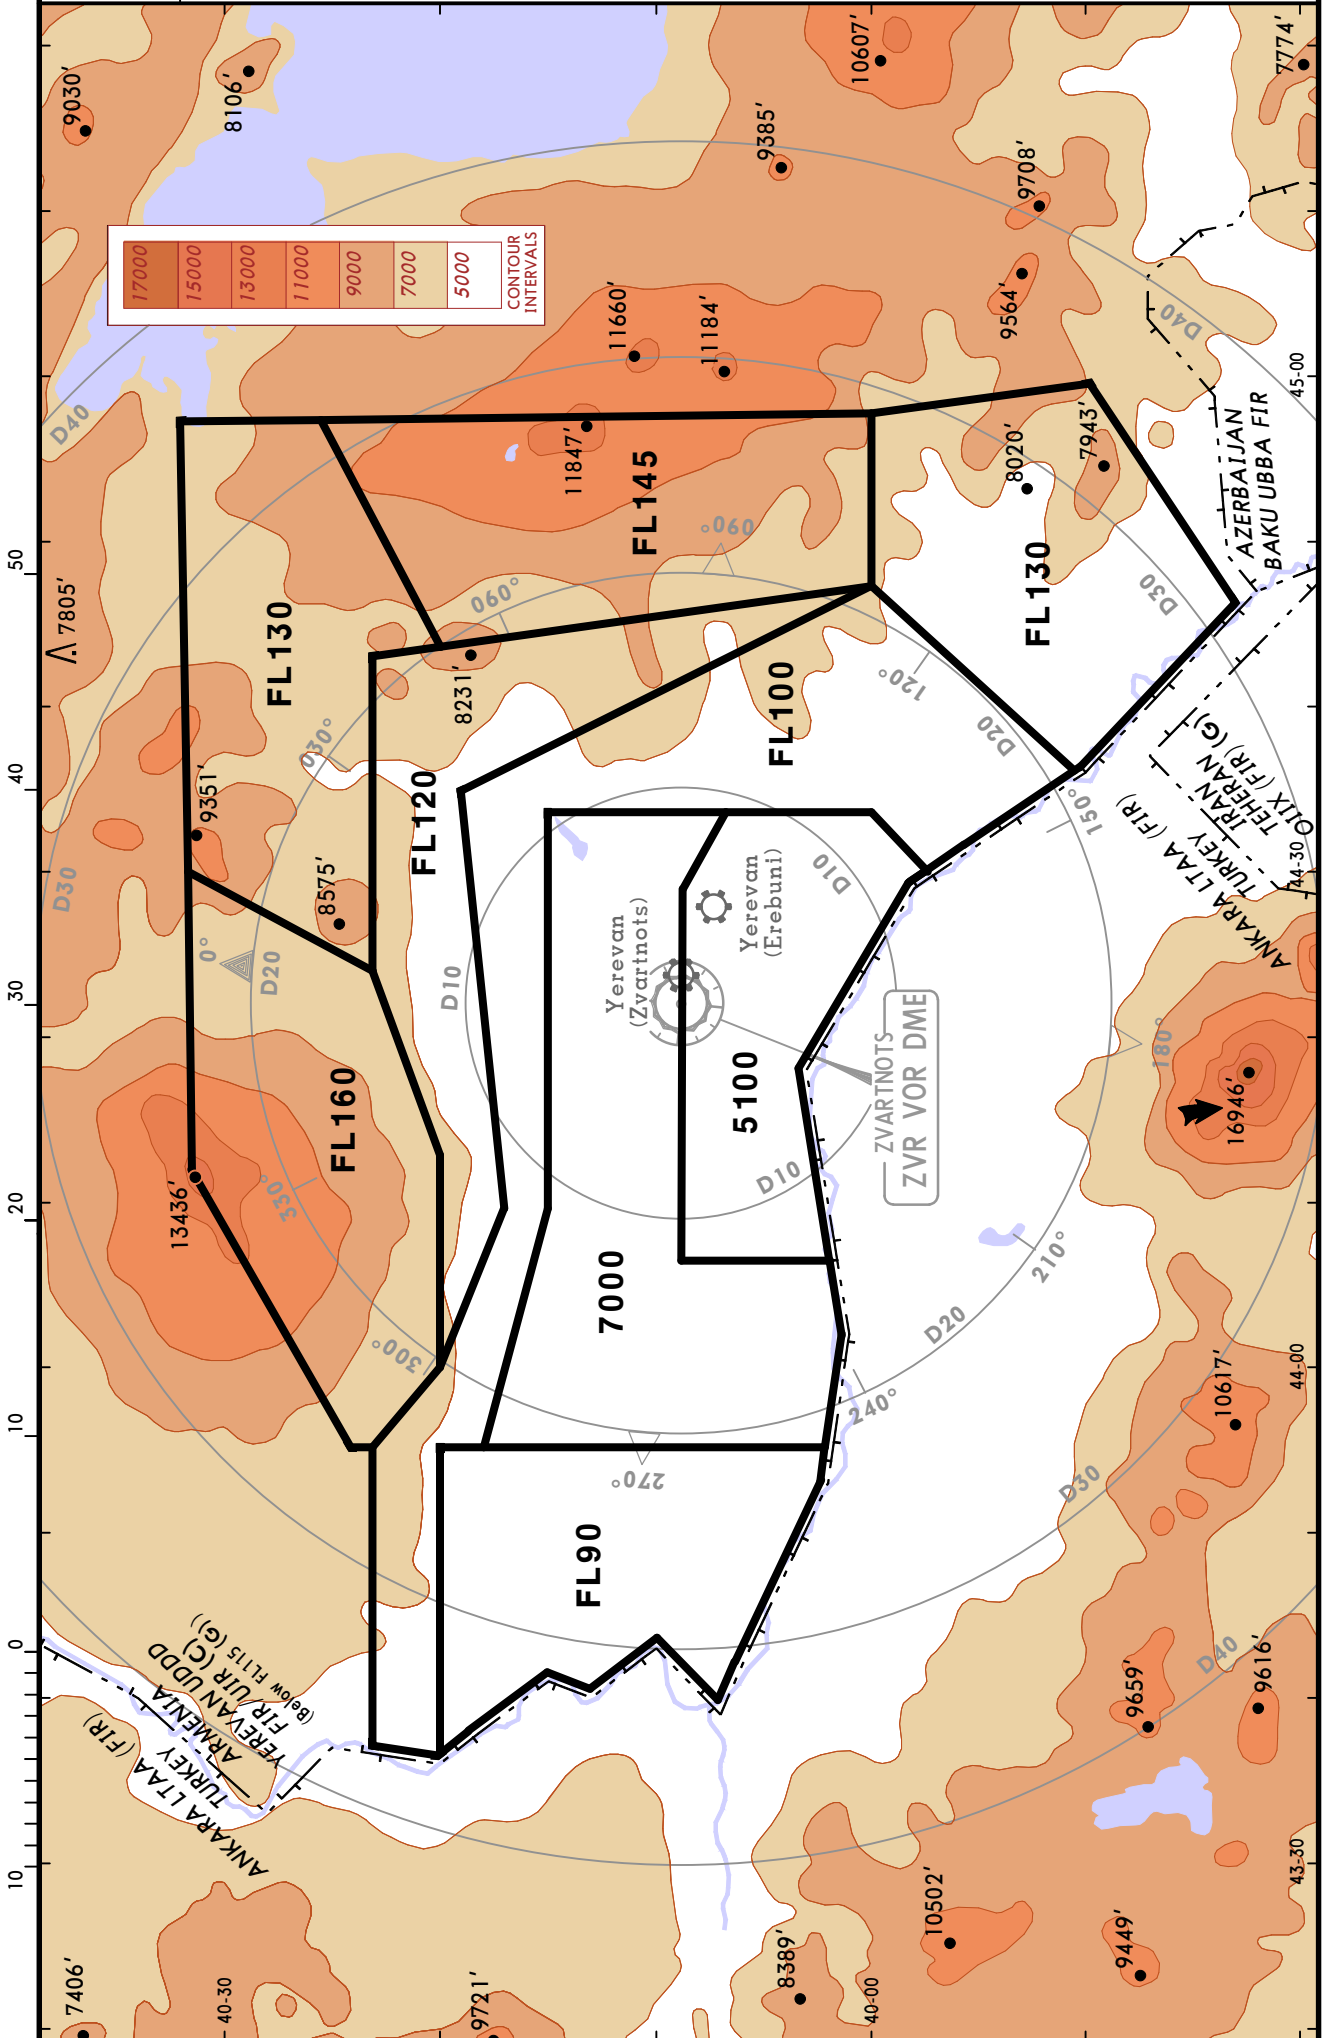 9030'
8106'
10607'
7774'
9385'
9708'
17000
15000
13000
11000
9000
7000
5000
CONTOUR
INTERVALS
9564'
11660'
11184'
D40
D40
45-00
11847'
8020'
7943'
FL145
090°
AZERBAIJAN
BAKU UBBA FIR
50
7805'
FL130
060°
FL130
D30
8231'
120°
FL100
030°
D20
40
9351'
FL120
150°
IRAN
TEHERAN (G)
OIIX (FIR)
TURKEY
ANKARA LTAA (FIR)
44-30
D30
8575'
D10
Yerevan
(Erebuni)
Yerevan
(Zvartnots)
0°
D20
D10
30
FL160
5100
ZVARTNOTS
ZVR VOR DME
180°
16946'
13436'
330°
D10
20
7000
210°
D20
300°
240°
44-00
10617'
10
270°
D30
FL90
0
YEREVAN UDDD
FIR, UIR (C)
(Below FL115 (G))
ARMENIA
TURKEY
ANKARA LTAA (FIR)
D40
9659'
9616'
10
43-30
10502'
9449'
7406'
40-30
9721'
8389'
40-00